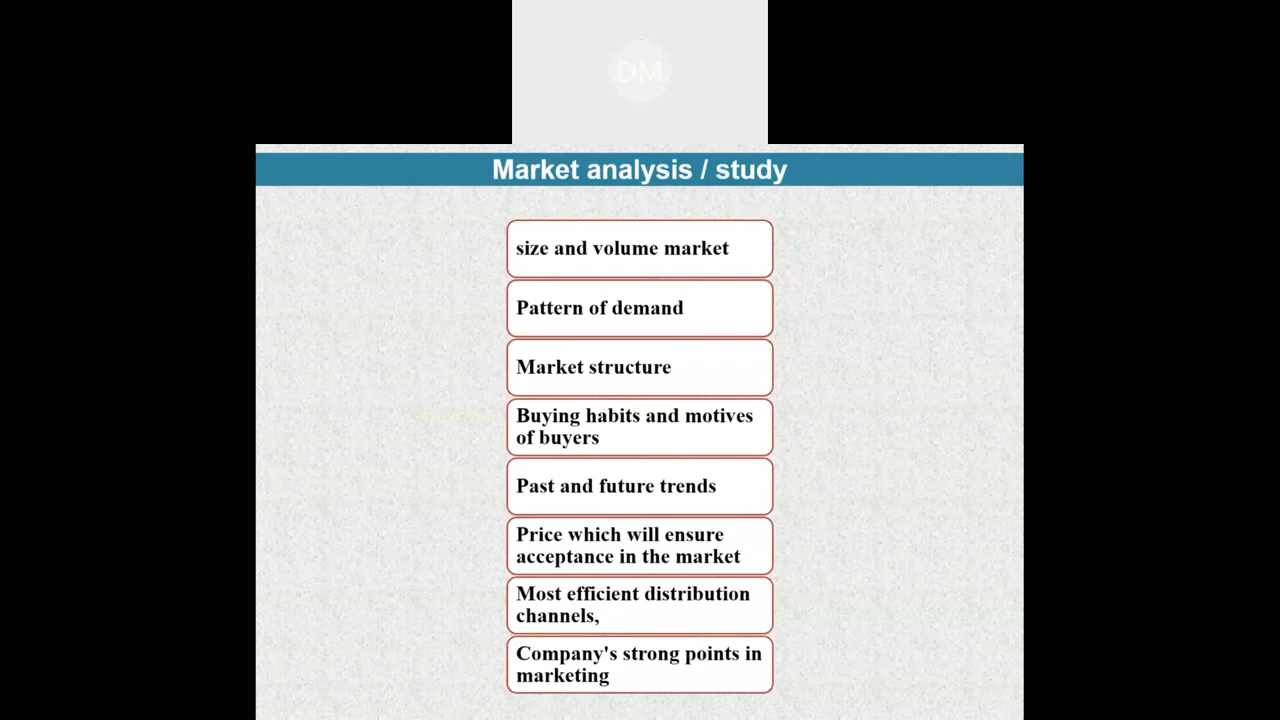 DM
Market analysis / study
size and volume market
Pattern of demand
Market structure
Buying habits and motives
of buyers
Past and future trends
Price which will ensure
acceptance in the market
Most efficient distribution
channels,
Company's strong points in
marketing